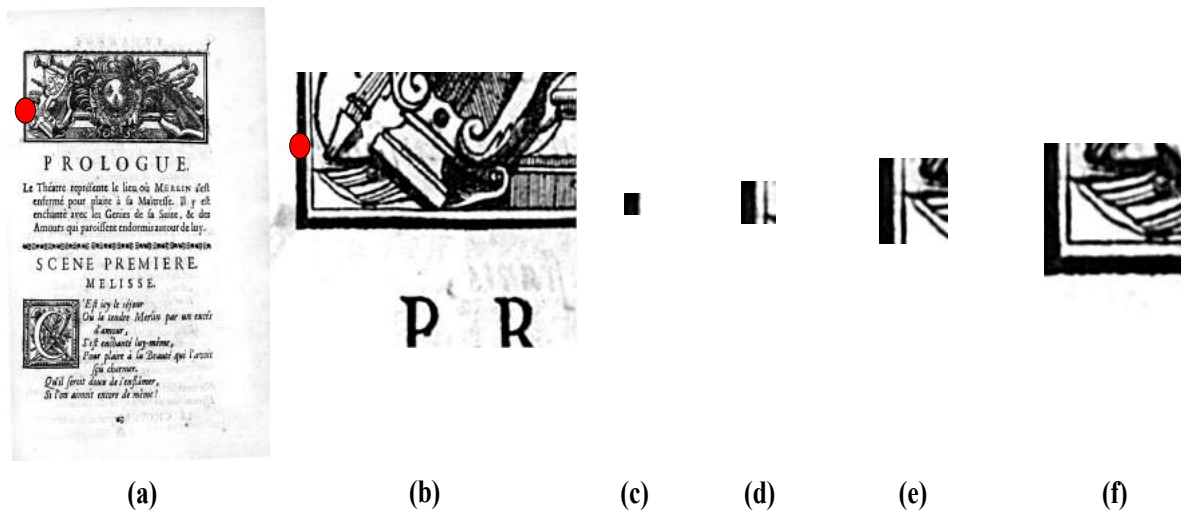 PROLOGUE.
Le Théatre represente le lieu où MERLIN s'est
enfermé pour plaire à sa Maîtresse. Il y est
enchanté avec les Genies de sa Suite, & des
Amours qui paroissent endormis autour de luy.
SCENE PREMIERE.
MELISSE.
C'Est icy le séjour
Où le tendre Merlin par un excés
d'amour,
S'est enchanté luy-même,
Pour plaire à la Beauté qui l'avoit
sçû charmer.
Qu'il seroit doux de s'enflâmer,
Si l'on aimoit encore de même!
P R
(a) (b) (c) (d) (e) (f)